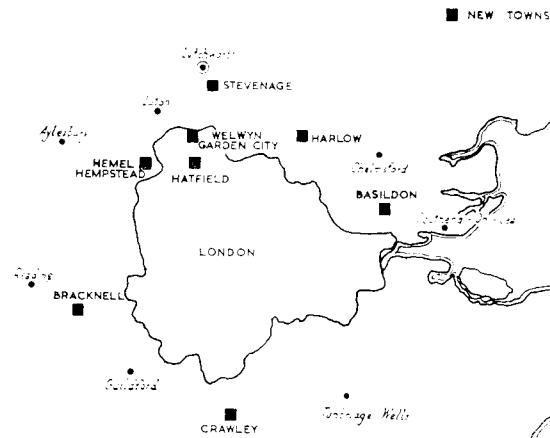 NEW TOWNS
Letchworth
STEVENAGE
Luton
Aylesbury
WELWYN
GARDEN CITY
HARLOW
HEMEL
HEMPSTEAD
HATFIELD
Chelmsford
BASILDON
Southend-on-Sea
LONDON
Reading
BRACKNELL
Guildford
CRAWLEY
Tunbridge Wells